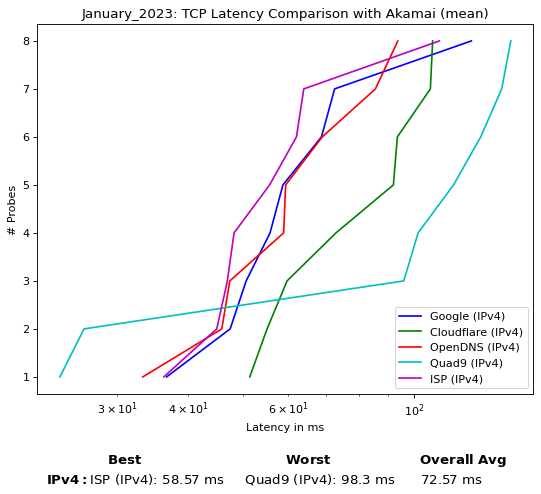 January_2023: TCP Latency Comparison with Akamai (mean)
8
7
6
5
4
3
2
1
# Probes
Google (IPv4)
Cloudflare (IPv4)
OpenDNS (IPv4)
Quad9 (IPv4)
ISP (IPv4)
3 × 10¹ 4 × 10¹ 6 × 10¹ 10²
Latency in ms
Best Worst Overall Avg
IPv4: ISP (IPv4): 58.57 ms Quad9 (IPv4): 98.3 ms 72.57 ms